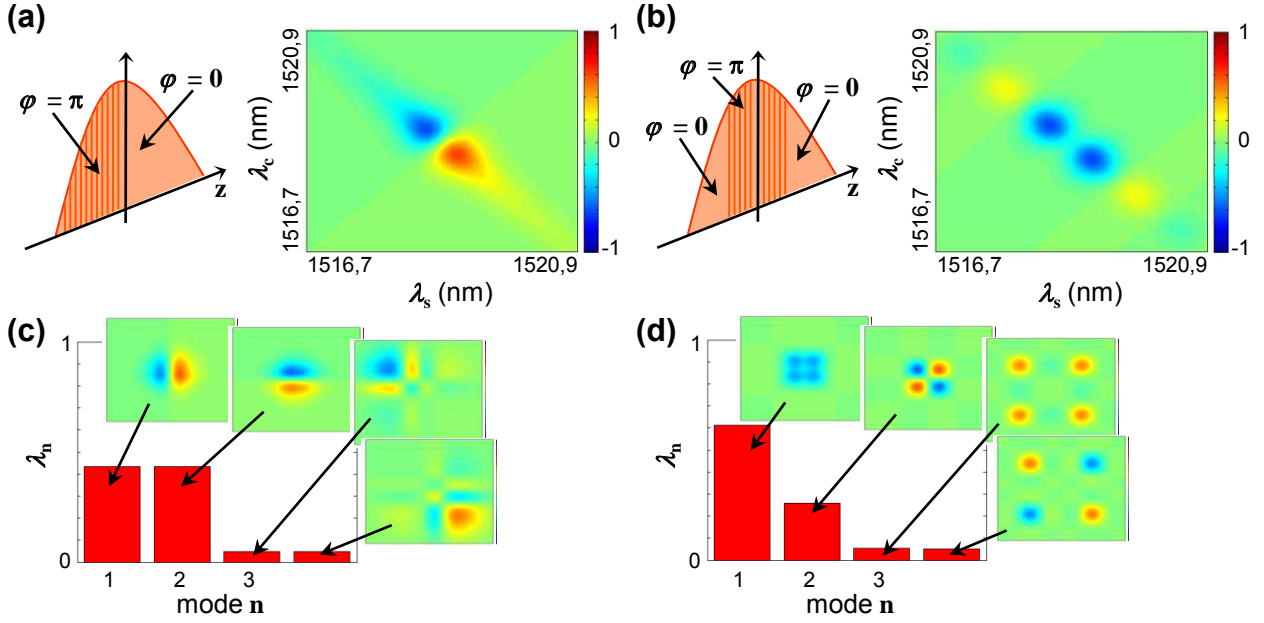 (a)
φ = π
φ = 0
z
λc (nm)
1520,9
1516,7
1516,7
1520,9
λs (nm)
1
0
-1
(b)
φ = π
φ = 0
φ = 0
z
λc (nm)
1520,9
1516,7
1516,7
1520,9
λs (nm)
1
0
-1
(c)
1
λn
0
1
2
3
mode n
(d)
1
λn
0
1
2
3
mode n